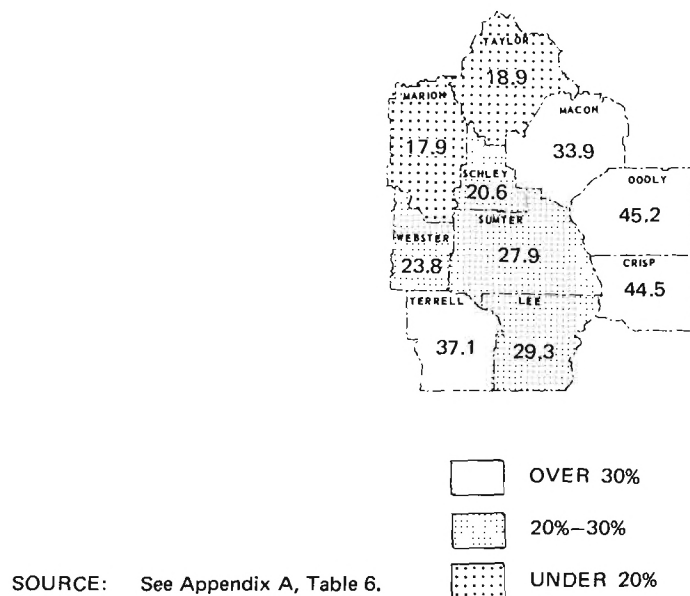 TAYLOR
18.9
MARION
17.9
MACON
33.9
SCHLEY
20.6
DOOLY
45.2
SUMTER
27.9
WEBSTER
23.8
CRISP
44.5
TERRELL
37.1
LEE
29.3
OVER 30%
20%–30%
UNDER 20%
SOURCE: See Appendix A, Table 6.